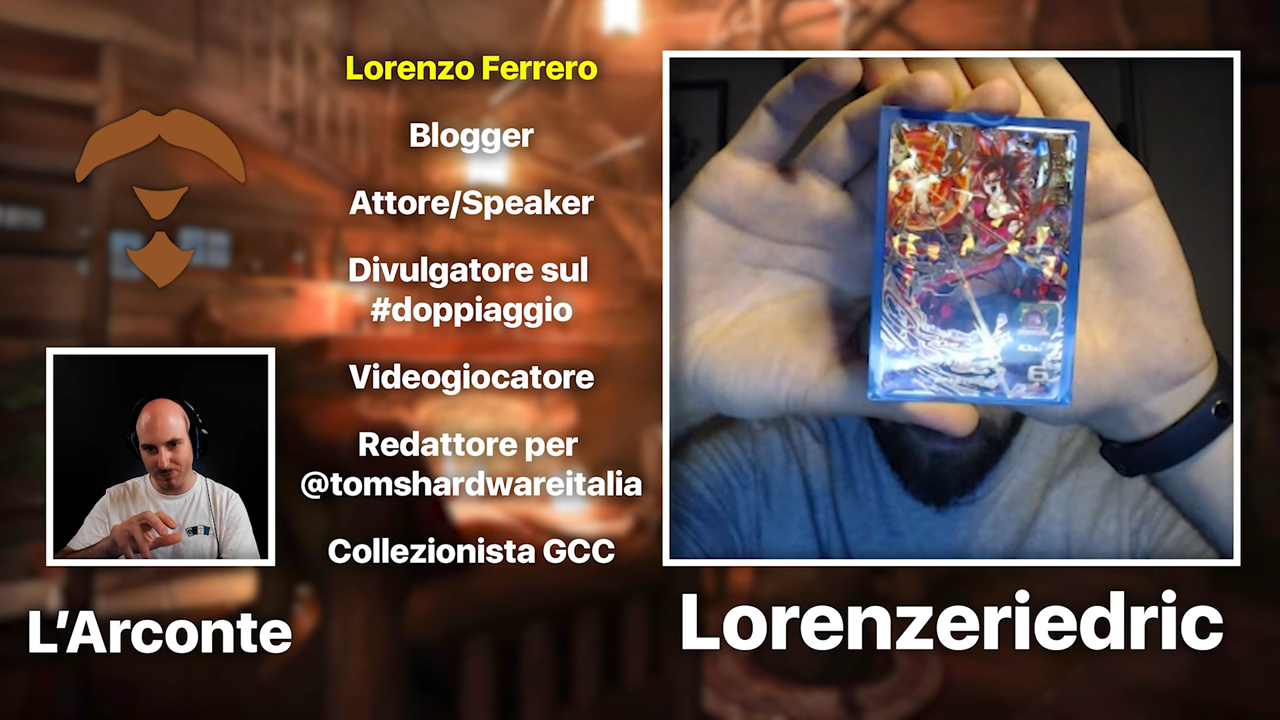 Lorenzo Ferrero
Blogger
Attore/Speaker
Divulgatore sul
#doppiaggio
Videogiocatore
Redattore per
@tomshardwareitalia
Collezionista GCC
L'Arconte
Lorenzeriedric